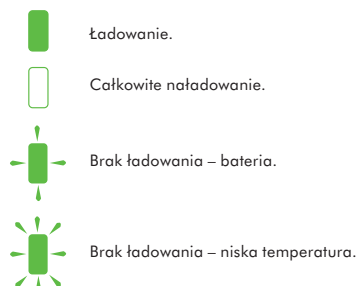 Ładowanie.
Całkowite naładowanie.
Brak ładowania – bateria.
Brak ładowania – niska temperatura.